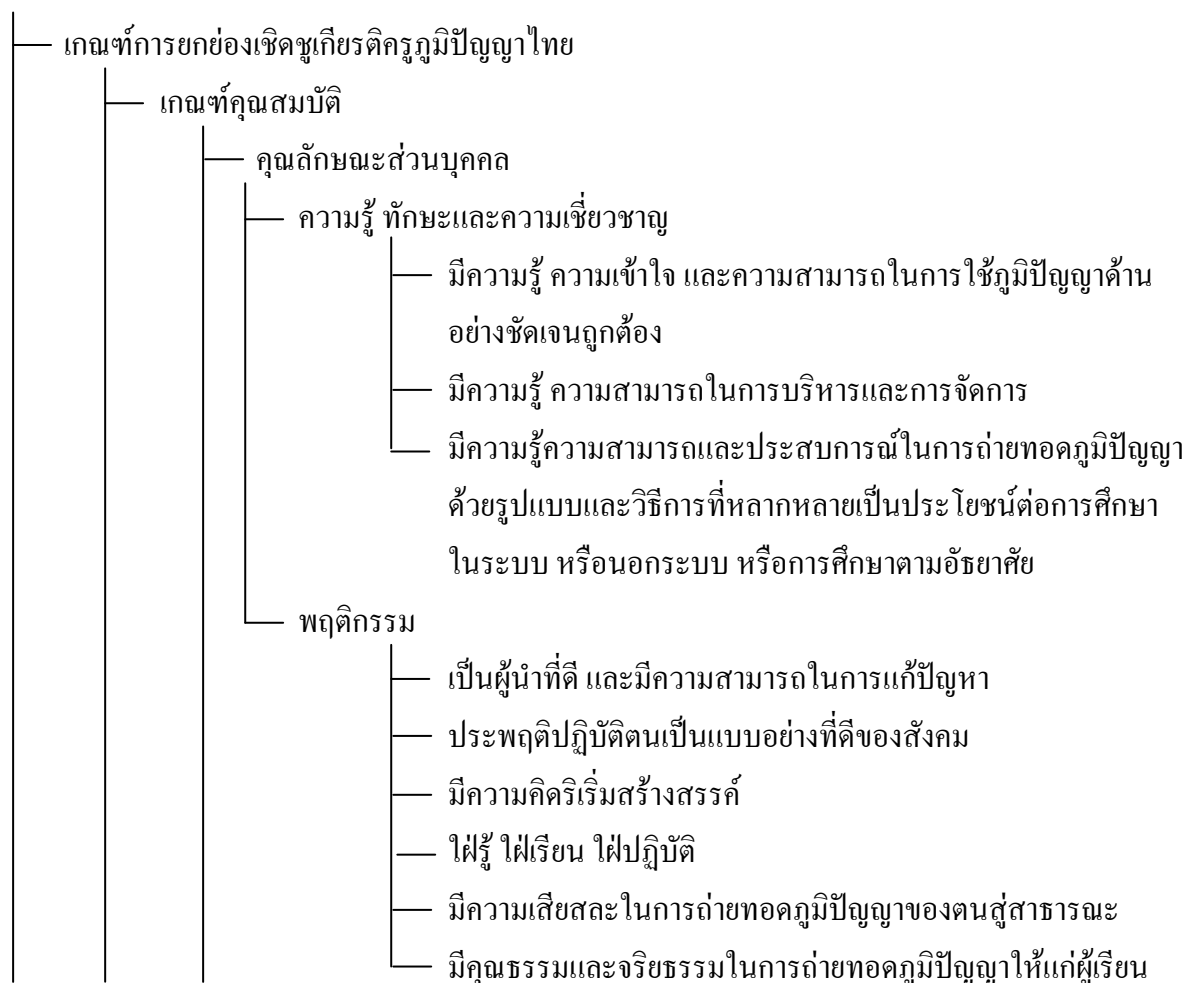 เกณฑ์การยกย่องเชิดชูเกียรติครูภูมิปัญญาไทย
เกณฑ์คุณสมบัติ
คุณลักษณะส่วนบุคคล
ความรู้ ทักษะและความเชี่ยวชาญ
มีความรู้ ความเข้าใจ และความสามารถในการใช้ภูมิปัญญาด้าน
อย่างชัดเจนถูกต้อง
มีความรู้ ความสามารถในการบริหารและการจัดการ
มีความรู้ความสามารถและประสบการณ์ในการถ่ายทอดภูมิปัญญา
ด้วยรูปแบบและวิธีการที่หลากหลายเป็นประโยชน์ต่อการศึกษา
ในระบบ หรือนอกระบบ หรือการศึกษาตามอัธยาศัย
พฤติกรรม
เป็นผู้นำที่ดี และมีความสามารถในการแก้ปัญหา
ประพฤติปฏิบัติตนเป็นแบบอย่างที่ดีของสังคม
มีความคิดริเริ่มสร้างสรรค์
ใฝ่รู้ ใฝ่เรียน ใฝ่ปฏิบัติ
มีความเสียสละในการถ่ายทอดภูมิปัญญาของตนสู่สาธารณะ
มีคุณธรรมและจริยธรรมในการถ่ายทอดภูมิปัญญาให้แก่ผู้เรียน